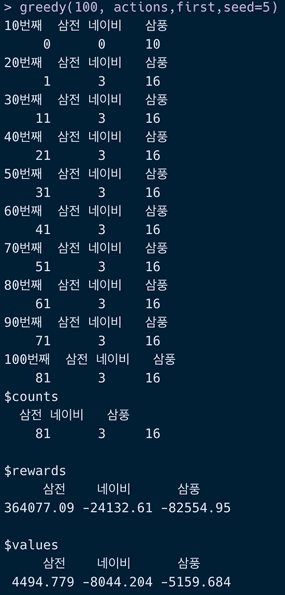 > greedy(100, actions,first,seed=5)
10번째 삼전 네이비 삼풍
0 0 10
20번째 삼전 네이비 삼풍
1 3 16
30번째 삼전 네이비 삼풍
11 3 16
40번째 삼전 네이비 삼풍
21 3 16
50번째 삼전 네이비 삼풍
31 3 16
60번째 삼전 네이비 삼풍
41 3 16
70번째 삼전 네이비 삼풍
51 3 16
80번째 삼전 네이비 삼풍
61 3 16
90번째 삼전 네이비 삼풍
71 3 16
100번째 삼전 네이비 삼풍
81 3 16
$counts
삼전 네이비 삼풍
81 3 16
$rewards
삼전 네이비 삼풍
364077.09 -24132.61 -82554.95
$values
삼전 네이비 삼풍
4494.779 -8044.204 -5159.684